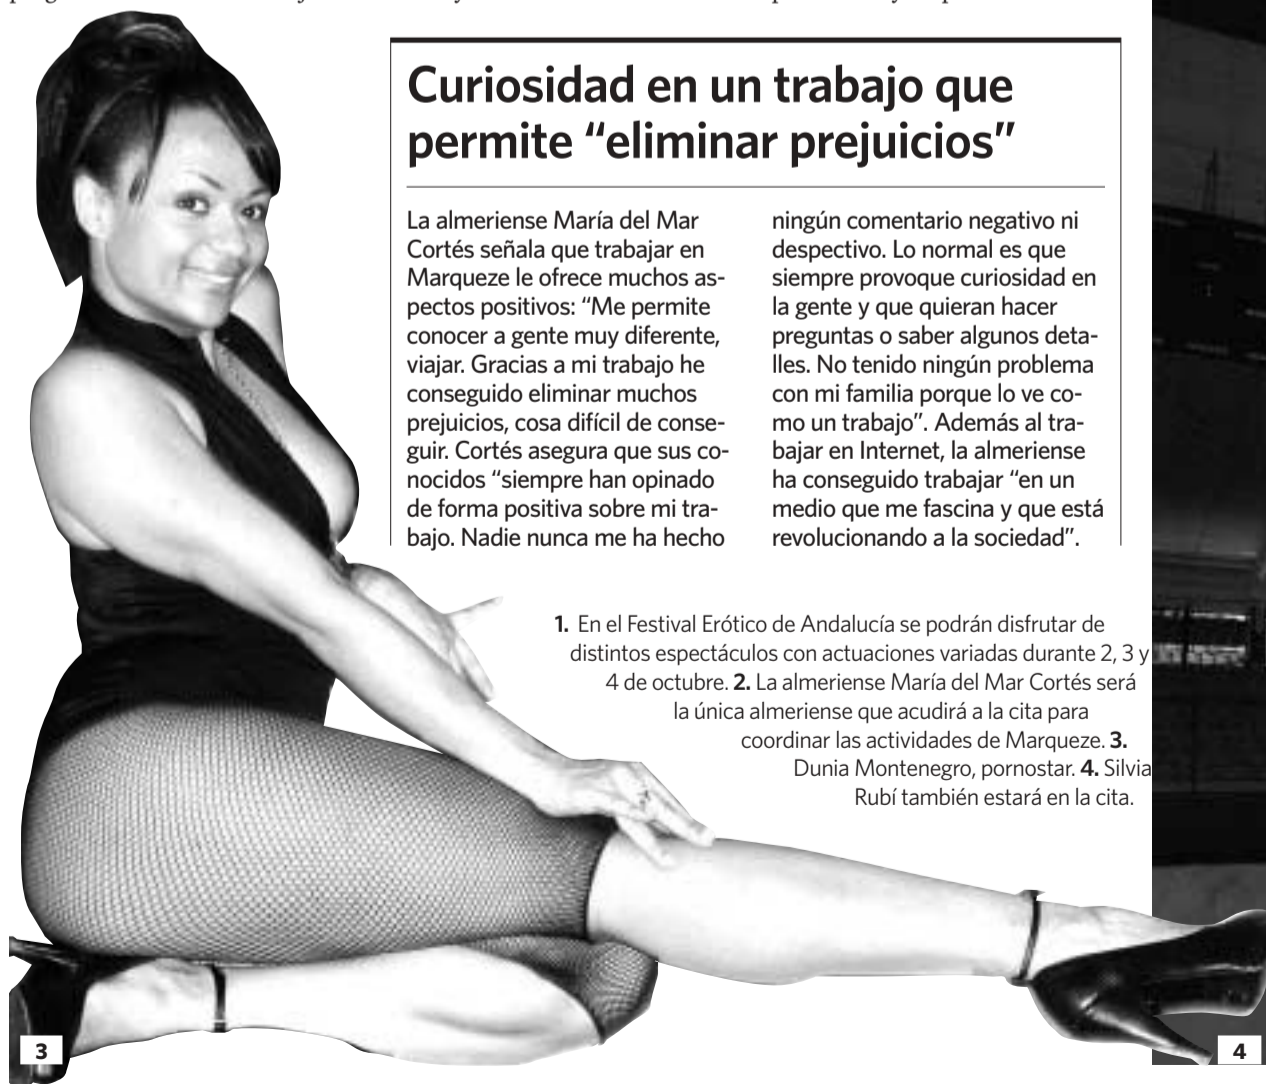 Curiosidad en un trabajo que
permite “eliminar prejuicios”
La almeriense María del Mar
Cortés señala que trabajar en
Marqueze le ofrece muchos as-
pectos positivos: “Me permite
conocer a gente muy diferente,
viajar. Gracias a mi trabajo he
conseguido eliminar muchos
prejuicios, cosa difícil de conse-
guir. Cortés asegura que sus co-
nocidos “siempre han opinado
de forma positiva sobre mi tra-
bajo. Nadie nunca me ha hecho
ningún comentario negativo ni
despectivo. Lo normal es que
siempre provoque curiosidad en
la gente y que quieran hacer
preguntas o saber algunos deta-
lles. No tenido ningún problema
con mi familia porque lo ve co-
mo un trabajo”. Además al tra-
bajar en Internet, la almeriense
ha conseguido trabajar “en un
medio que me fascina y que está
revolucionando a la sociedad”.
1. En el Festival Erótico de Andalucía se podrán disfrutar de
distintos espectáculos con actuaciones variadas durante 2, 3 y
4 de octubre. 2. La almeriense María del Mar Cortés será
la única almeriense que acudirá a la cita para
coordinar las actividades de Marqueze. 3.
Dunia Montenegro, pornostar. 4. Silvia
Rubí también estará en la cita.
3
4